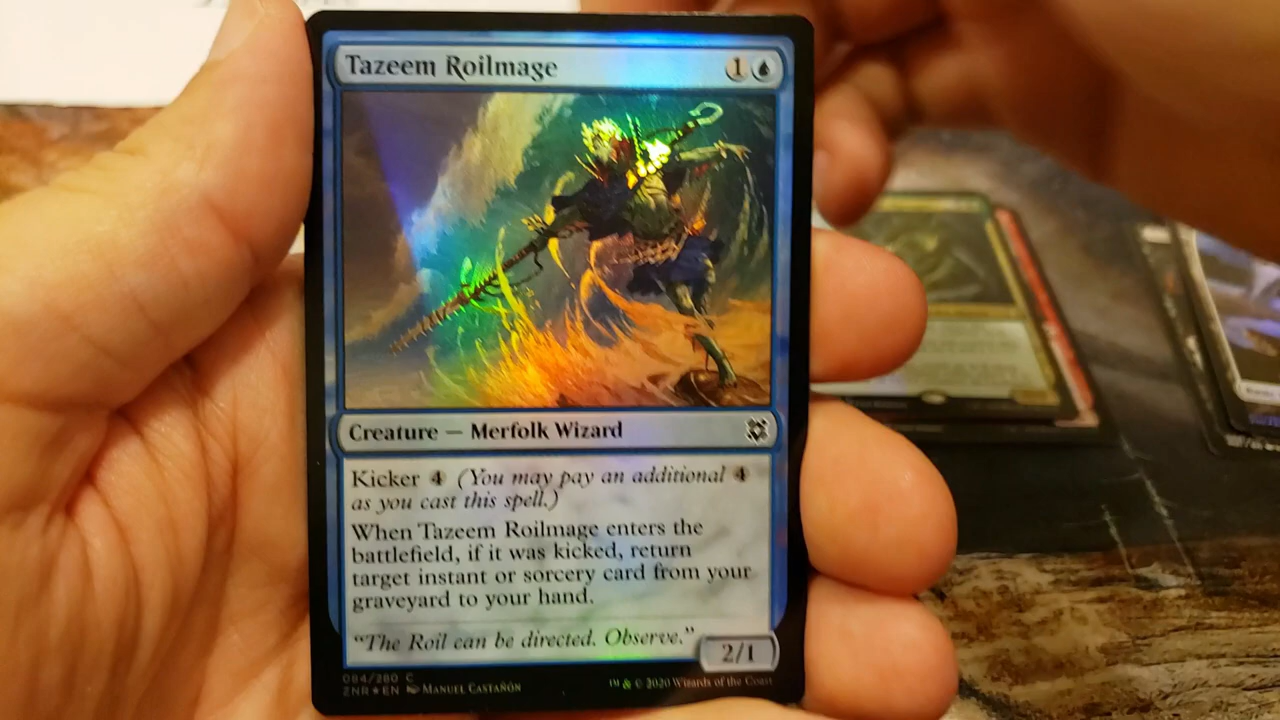 Tazeem Roilmage 1
Creature — Merfolk Wizard
Kicker 4 (You may pay an additional 4
as you cast this spell.)
When Tazeem Roilmage enters the
battlefield, if it was kicked, return
target instant or sorcery card from your
graveyard to your hand.
“The Roil can be directed. Observe.”
2/1
084/280 C
ZNR ★ EN Manuel Castañón
™ & © 2020 Wizards of the Coast